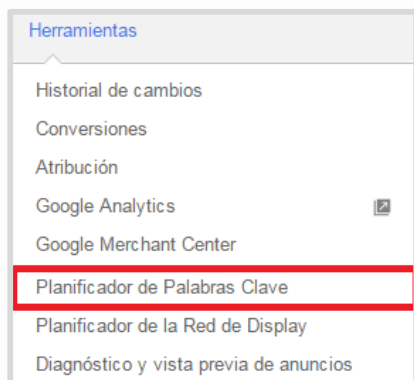 Herramientas
Historial de cambios
Conversiones
Atribución
Google Analytics
Google Merchant Center
Planificador de Palabras Clave
Planificador de la Red de Display
Diagnóstico y vista previa de anuncios